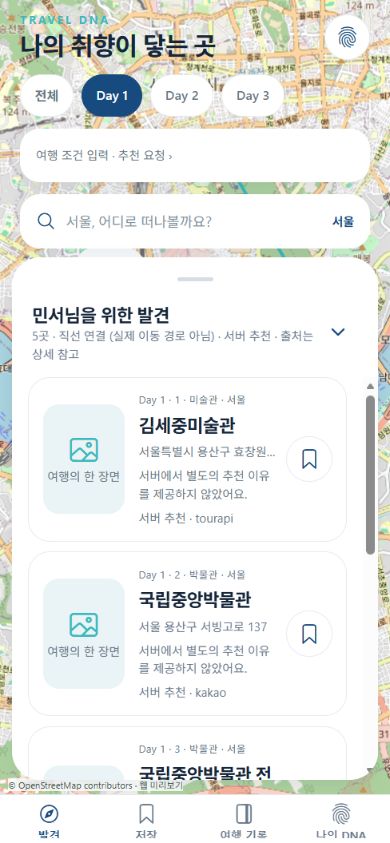 TRAVEL DNA
나의 취향이 닿는 곳
전체
Day 1
Day 2
Day 3
여행 조건 입력 · 추천 요청 ›
서울, 어디로 떠나볼까요?
서울
민서님을 위한 발견
5곳 · 직선 연결 (실제 이동 경로 아님) · 서버 추천 · 출처는
상세 참고
Day 1 · 1 · 미술관 · 서울
김세중미술관
서울특별시 용산구 효창원...
서버에서 별도의 추천 이유
를 제공하지 않았어요.
서버 추천 · tourapi
여행의 한 장면
Day 1 · 2 · 박물관 · 서울
국립중앙박물관
서울 용산구 서빙고로 137
서버에서 별도의 추천 이유
를 제공하지 않았어요.
서버 추천 · kakao
여행의 한 장면
Day 1 · 3 · 박물관 · 서울
국립중앙박물관 전
© OpenStreetMap contributors · 웹 미리보기
발견
저장
여행 기록
나의 DNA